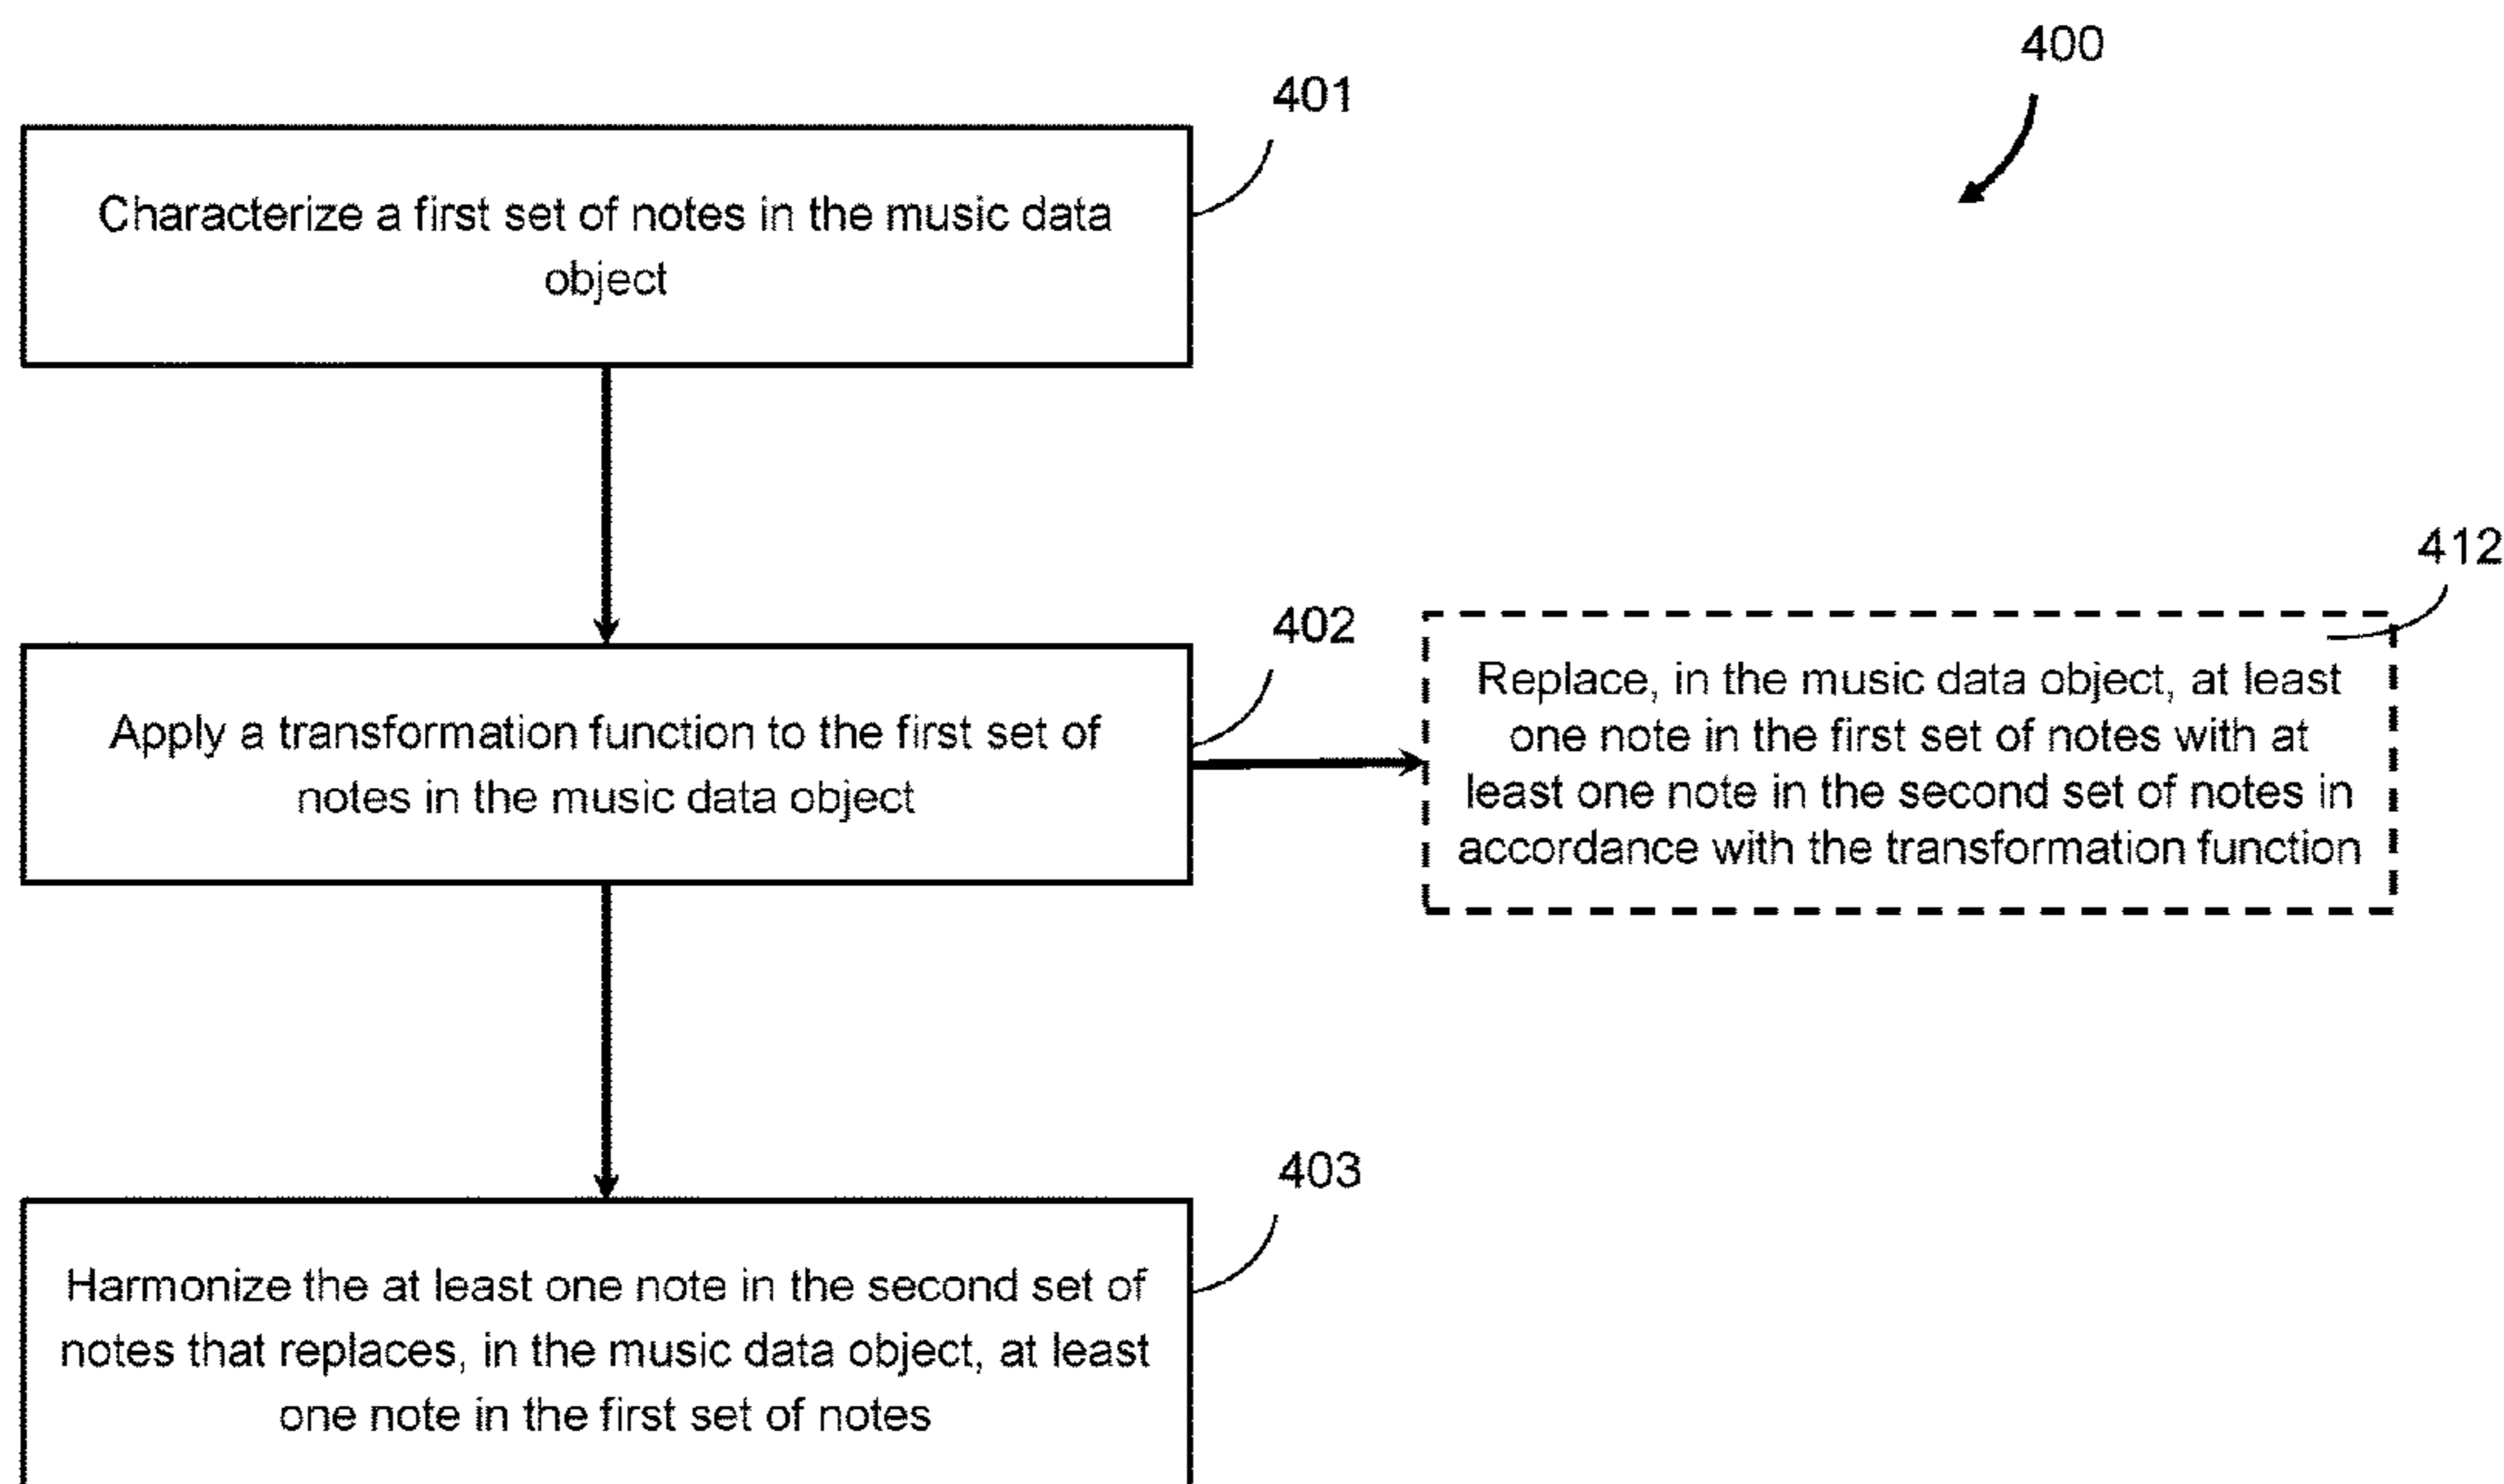 400
401
Characterize a first set of notes in the music data
object
412
402
Apply a transformation function to the first set of
notes in the music data object
Replace, in the music data object, at least
one note in the first set of notes with at
least one note in the second set of notes in
accordance with the transformation function
403
Harmonize the at least one note in the second set of
notes that replaces, in the music data object, at least
one note in the first set of notes